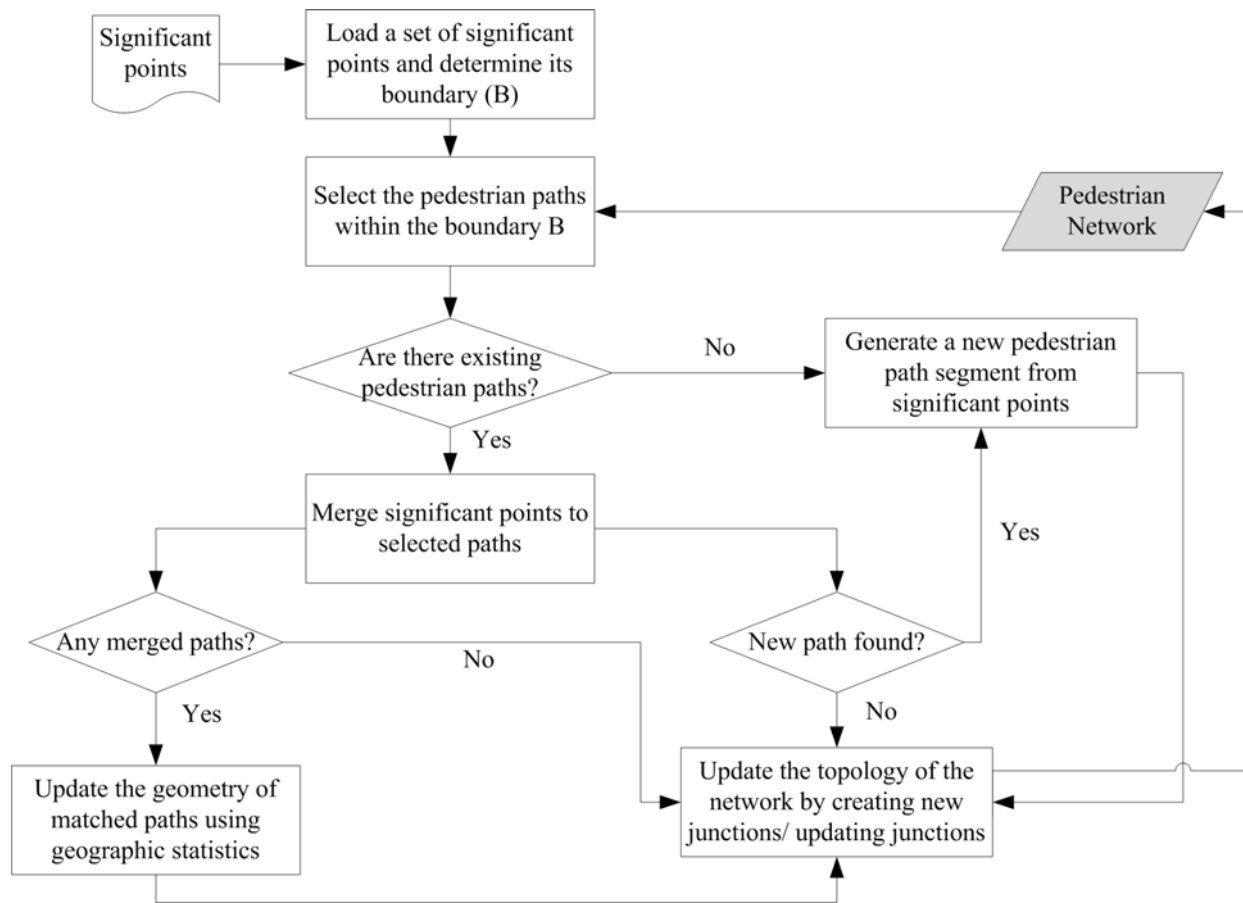 Significant
points
Load a set of significant
points and determine its
boundary (B)
Select the pedestrian paths
within the boundary B
Pedestrian
Network
Are there existing
pedestrian paths?
No
Generate a new pedestrian
path segment from
significant points
Yes
Merge significant points to
selected paths
Yes
Any merged paths?
No
New path found?
Yes
No
Update the geometry of
matched paths using
geographic statistics
Update the topology of the
network by creating new
junctions/ updating junctions